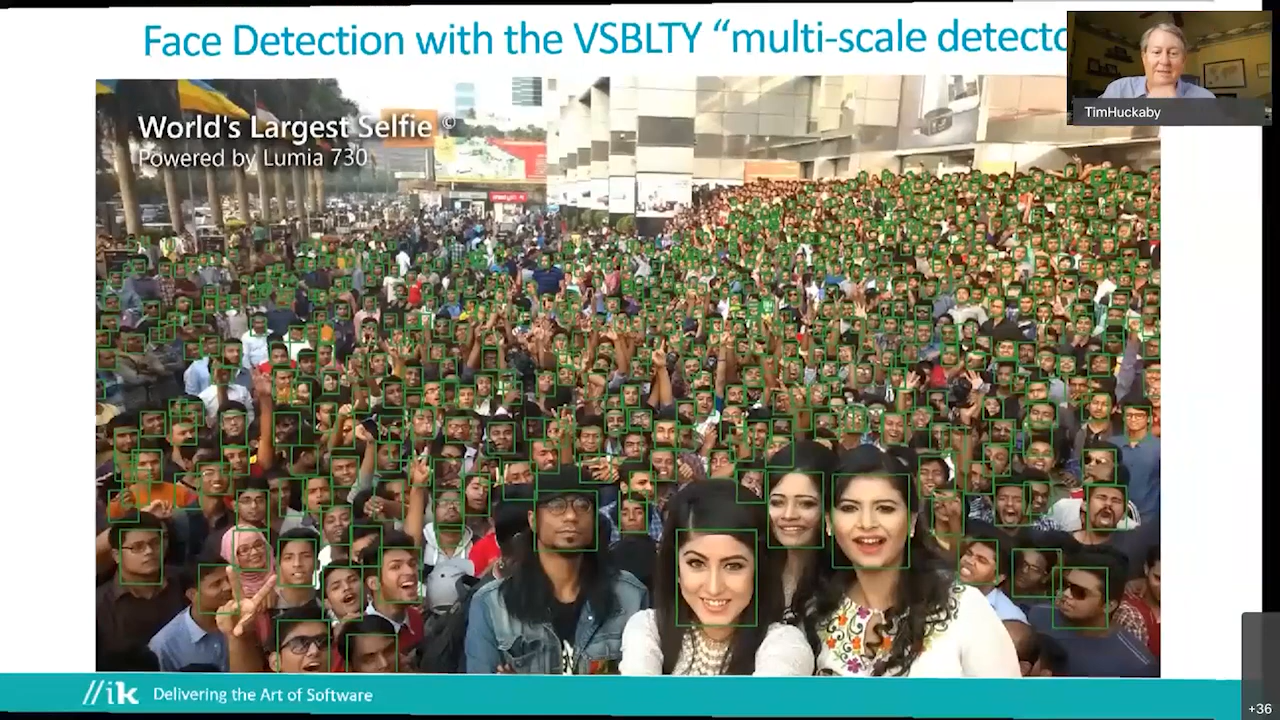 Face Detection with the VSBLTY “multi-scale detecto
TimHuckaby
World's Largest Selfie ©
Powered by Lumia 730
//ik Delivering the Art of Software
+36